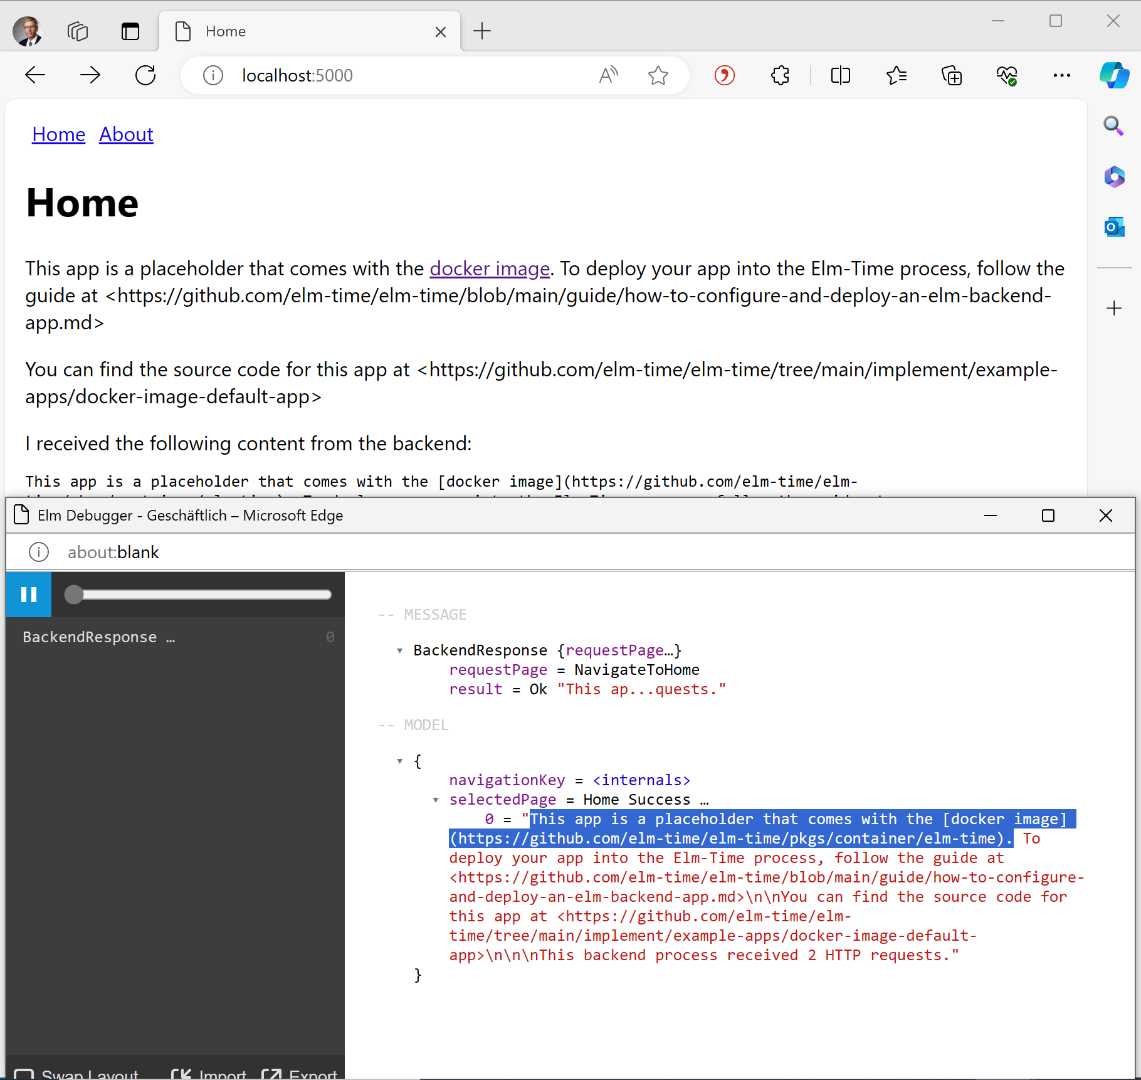 Home
localhost:5000
Home About
Home
This app is a placeholder that comes with the docker image. To deploy your app into the Elm-Time process, follow the
guide at <https://github.com/elm-time/elm-time/blob/main/guide/how-to-configure-and-deploy-an-elm-backend-
app.md>
You can find the source code for this app at <https://github.com/elm-time/elm-time/tree/main/implement/example-
apps/docker-image-default-app>
I received the following content from the backend:
This app is a placeholder that comes with the [docker image](https://github.com/elm-time/elm-
Elm Debugger - Geschäftlich – Microsoft Edge
about:blank
BackendResponse … 0
-- MESSAGE
BackendResponse {requestPage…}
requestPage = NavigateToHome
result = Ok "This ap...quests."
-- MODEL
{
navigationKey = <internals>
selectedPage = Home Success …
0 = "This app is a placeholder that comes with the [docker image]
(https://github.com/elm-time/elm-time/pkgs/container/elm-time). To
deploy your app into the Elm-Time process, follow the guide at
<https://github.com/elm-time/elm-time/blob/main/guide/how-to-configure-
and-deploy-an-elm-backend-app.md>\n\nYou can find the source code for
this app at <https://github.com/elm-time/elm-
time/tree/main/implement/example-apps/docker-image-default-
app>\n\n\nThis backend process received 2 HTTP requests."
}
Swap Layout Import Export